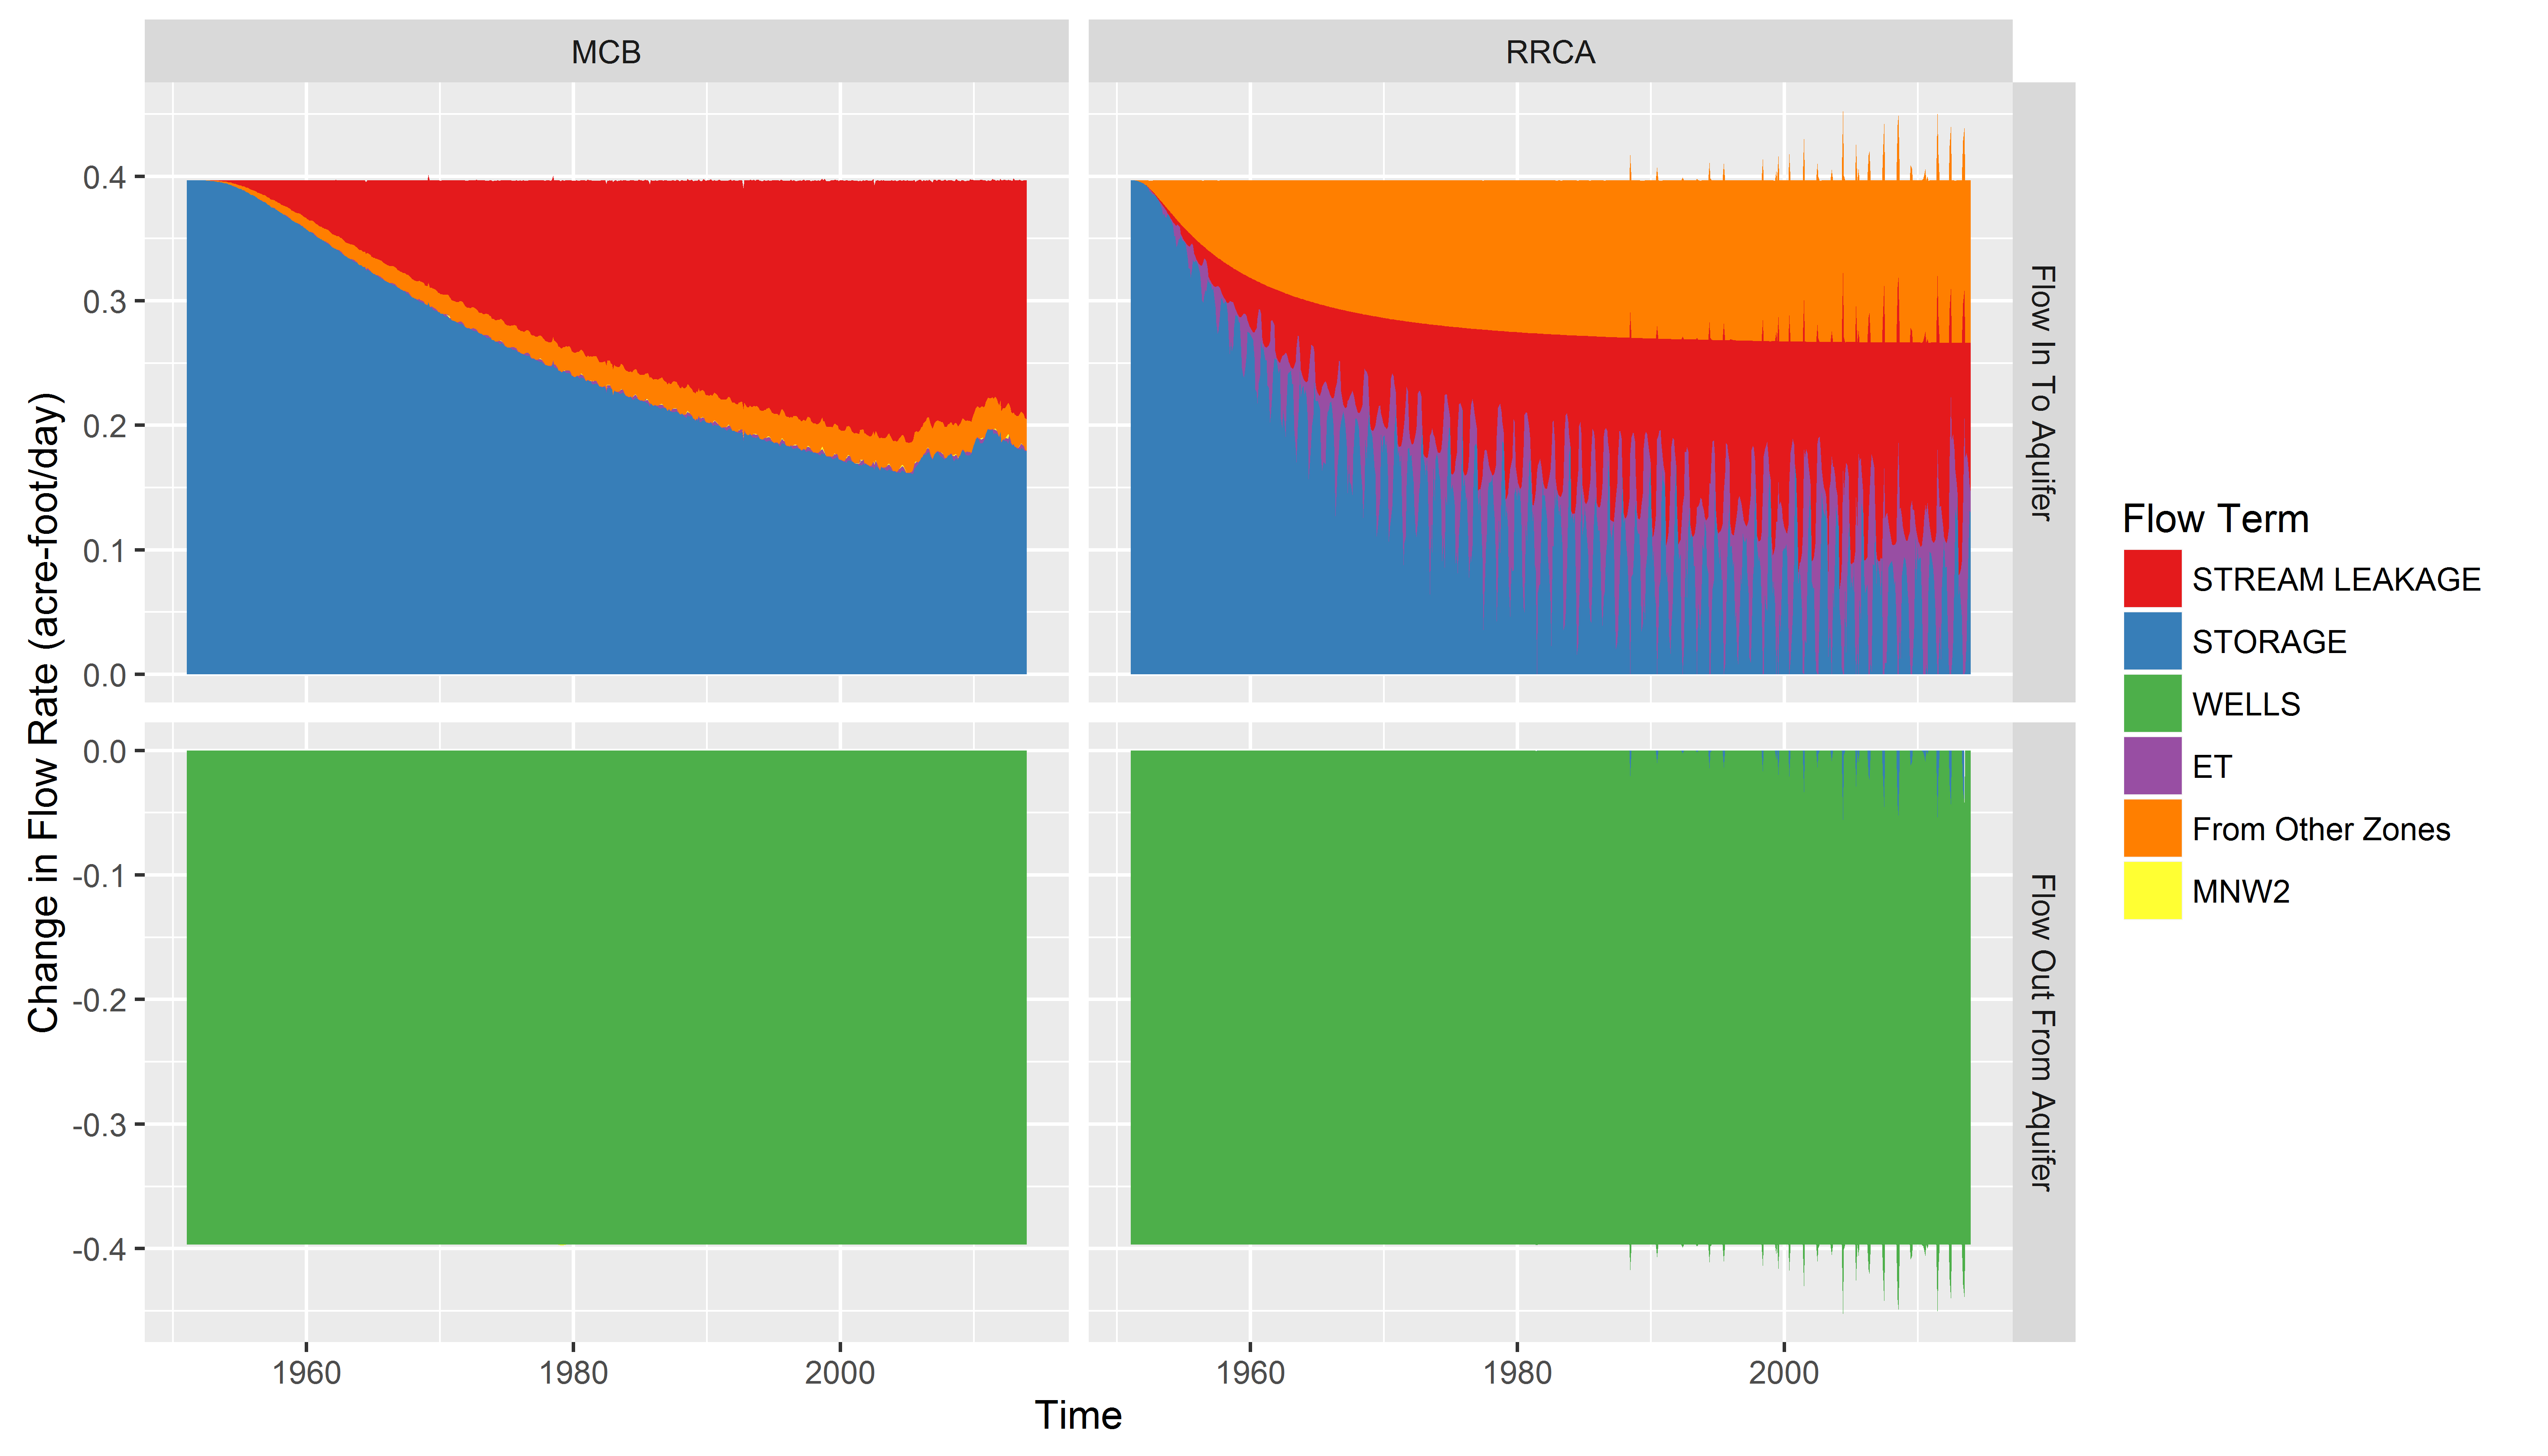 MCB
RRCA
Change in Flow Rate (acre-foot/day)
0.4
0.3
0.2
0.1
0.0
Flow In To Aquifer
0.0
-0.1
-0.2
-0.3
-0.4
Flow Out From Aquifer
1960
1980
2000
1960
1980
2000
Time
Flow Term
STREAM LEAKAGE
STORAGE
WELLS
ET
From Other Zones
MNW2